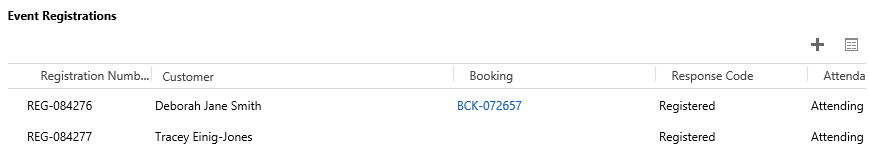 Event Registrations
Registration Numb... Customer Booking Response Code Attenda
REG-084276 Deborah Jane Smith BCK-072657 Registered Attending
REG-084277 Tracey Einig-Jones Registered Attending